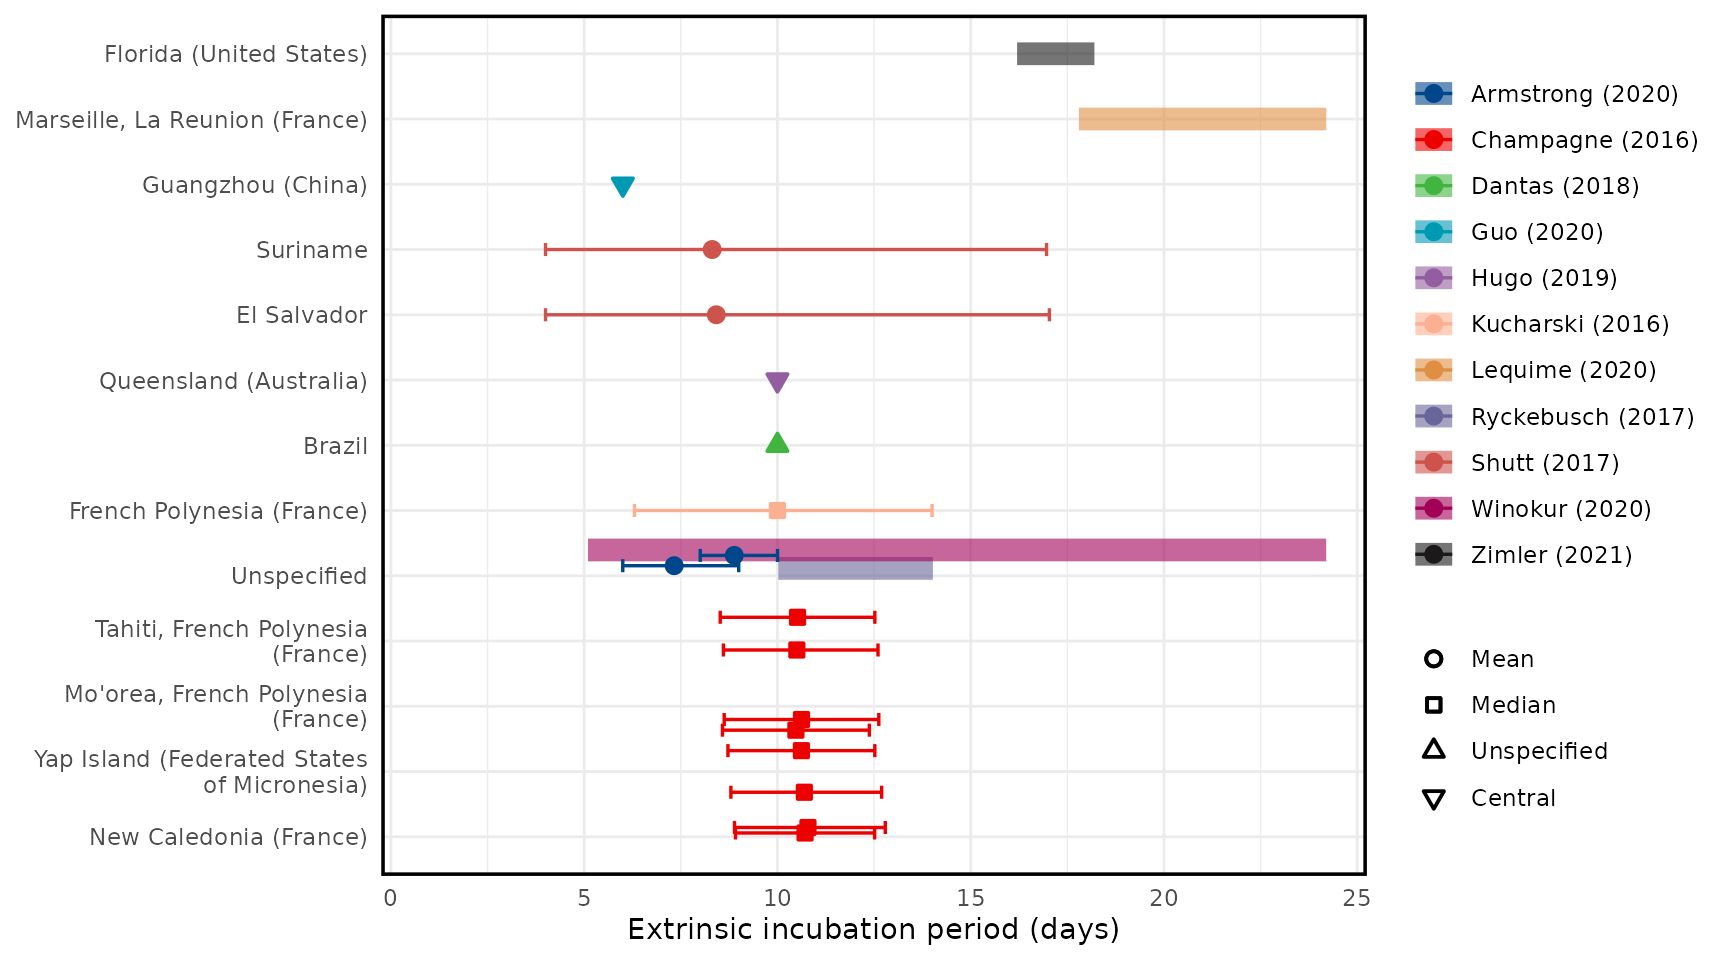 Florida (United States)
Marseille, La Reunion (France)
Guangzhou (China)
Suriname
El Salvador
Queensland (Australia)
Brazil
French Polynesia (France)
Unspecified
Tahiti, French Polynesia
(France)
Mo'orea, French Polynesia
(France)
Yap Island (Federated States
of Micronesia)
New Caledonia (France)
0 5 10 15 20 25
Extrinsic incubation period (days)
Armstrong (2020)
Champagne (2016)
Dantas (2018)
Guo (2020)
Hugo (2019)
Kucharski (2016)
Lequime (2020)
Ryckebusch (2017)
Shutt (2017)
Winokur (2020)
Zimler (2021)
Mean
Median
Unspecified
Central